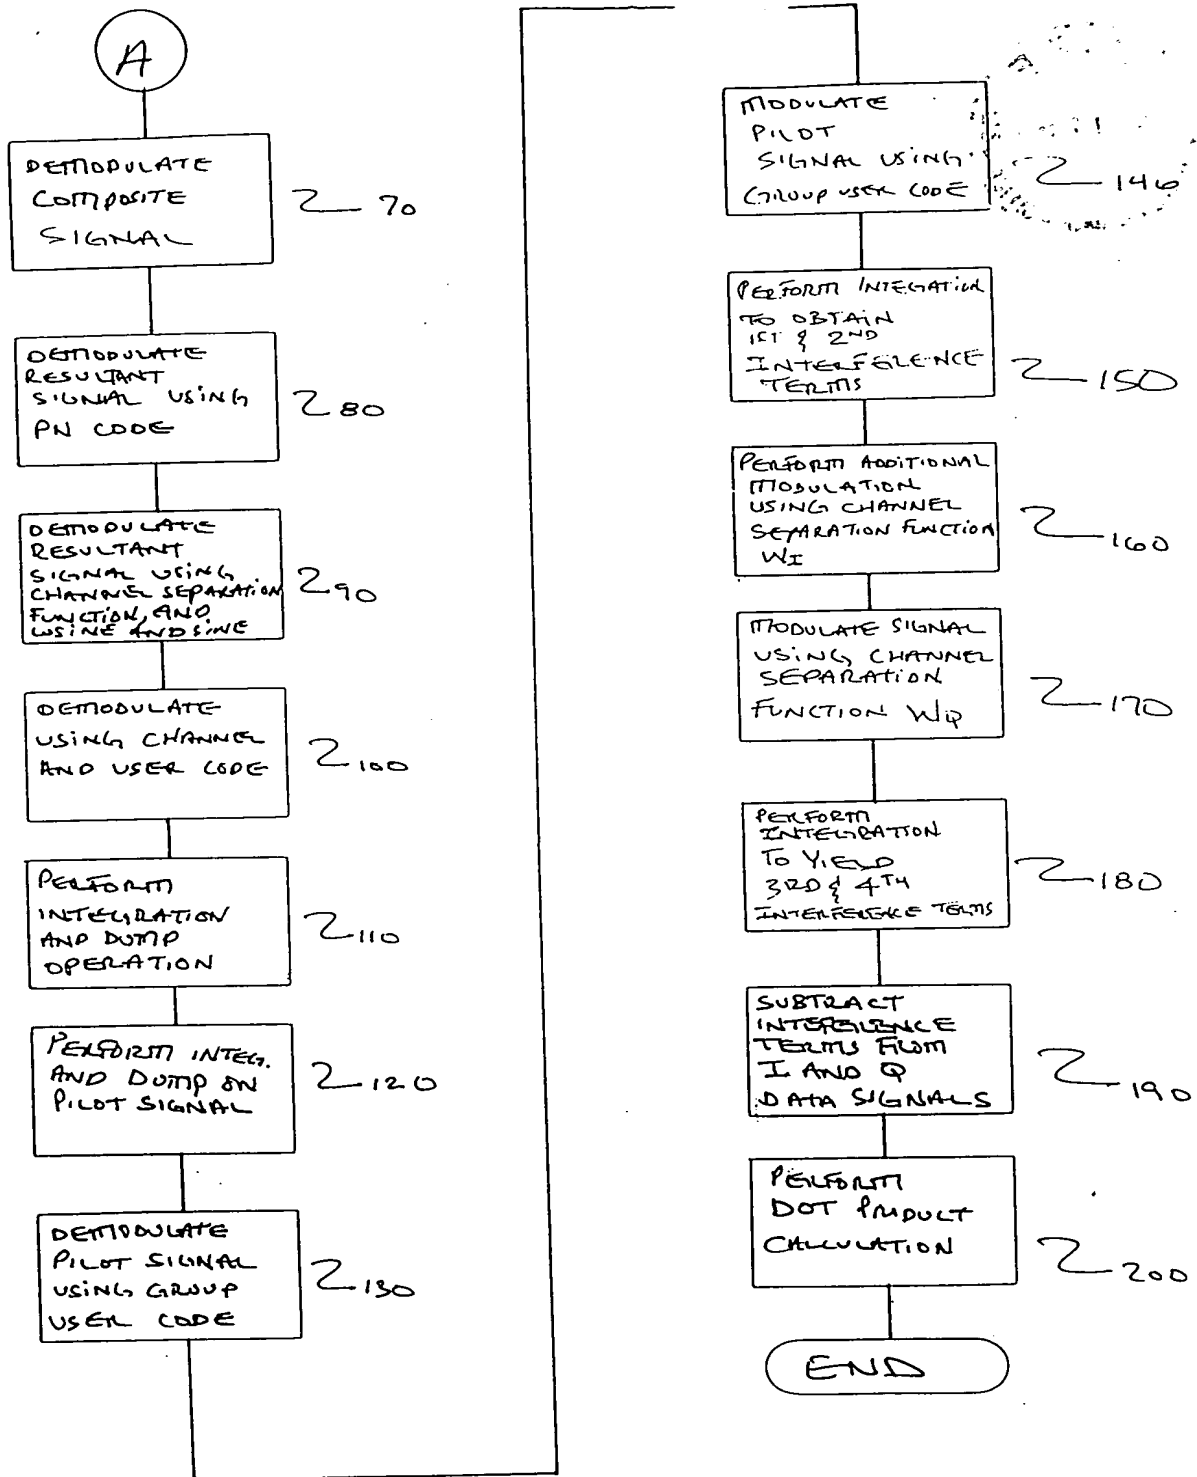 A
DEMODULATE
COMPOSITE
SIGNAL
70
DEMODULATE
RESULTANT
SIGNAL USING
PN CODE
80
DEMODULATE
RESULTANT
SIGNAL USING
CHANNEL SEPARATION
FUNCTION, AND
COSINE AND SINE
90
DEMODULATE
USING CHANNEL
AND USER CODE
100
PERFORM
INTEGRATION
AND DUMP
OPERATION
110
PERFORM INTEG.
AND DUMP ON
PILOT SIGNAL
120
DEMODULATE
PILOT SIGNAL
USING GROUP
USER CODE
130
MODULATE
PILOT
SIGNAL USING
GROUP USER CODE
140
PERFORM INTEGATION
TO OBTAIN
1ST & 2ND
INTERFERENCE
TERMS
150
PERFORM ADDITIONAL
MODULATION
USING CHANNEL
SEPARATION FUNCTION
WI
160
MODULATE SIGNAL
USING CHANNEL
SEPARATION
FUNCTION WQ
170
PERFORM
INTEGRATION
TO YIELD
3RD & 4TH
INTERFERENCE TERMS
180
SUBTRACT
INTERFERENCE
TERMS FROM
I AND Q
DATA SIGNALS
190
PERFORM
DOT PRODUCT
CALCULATION
200
END